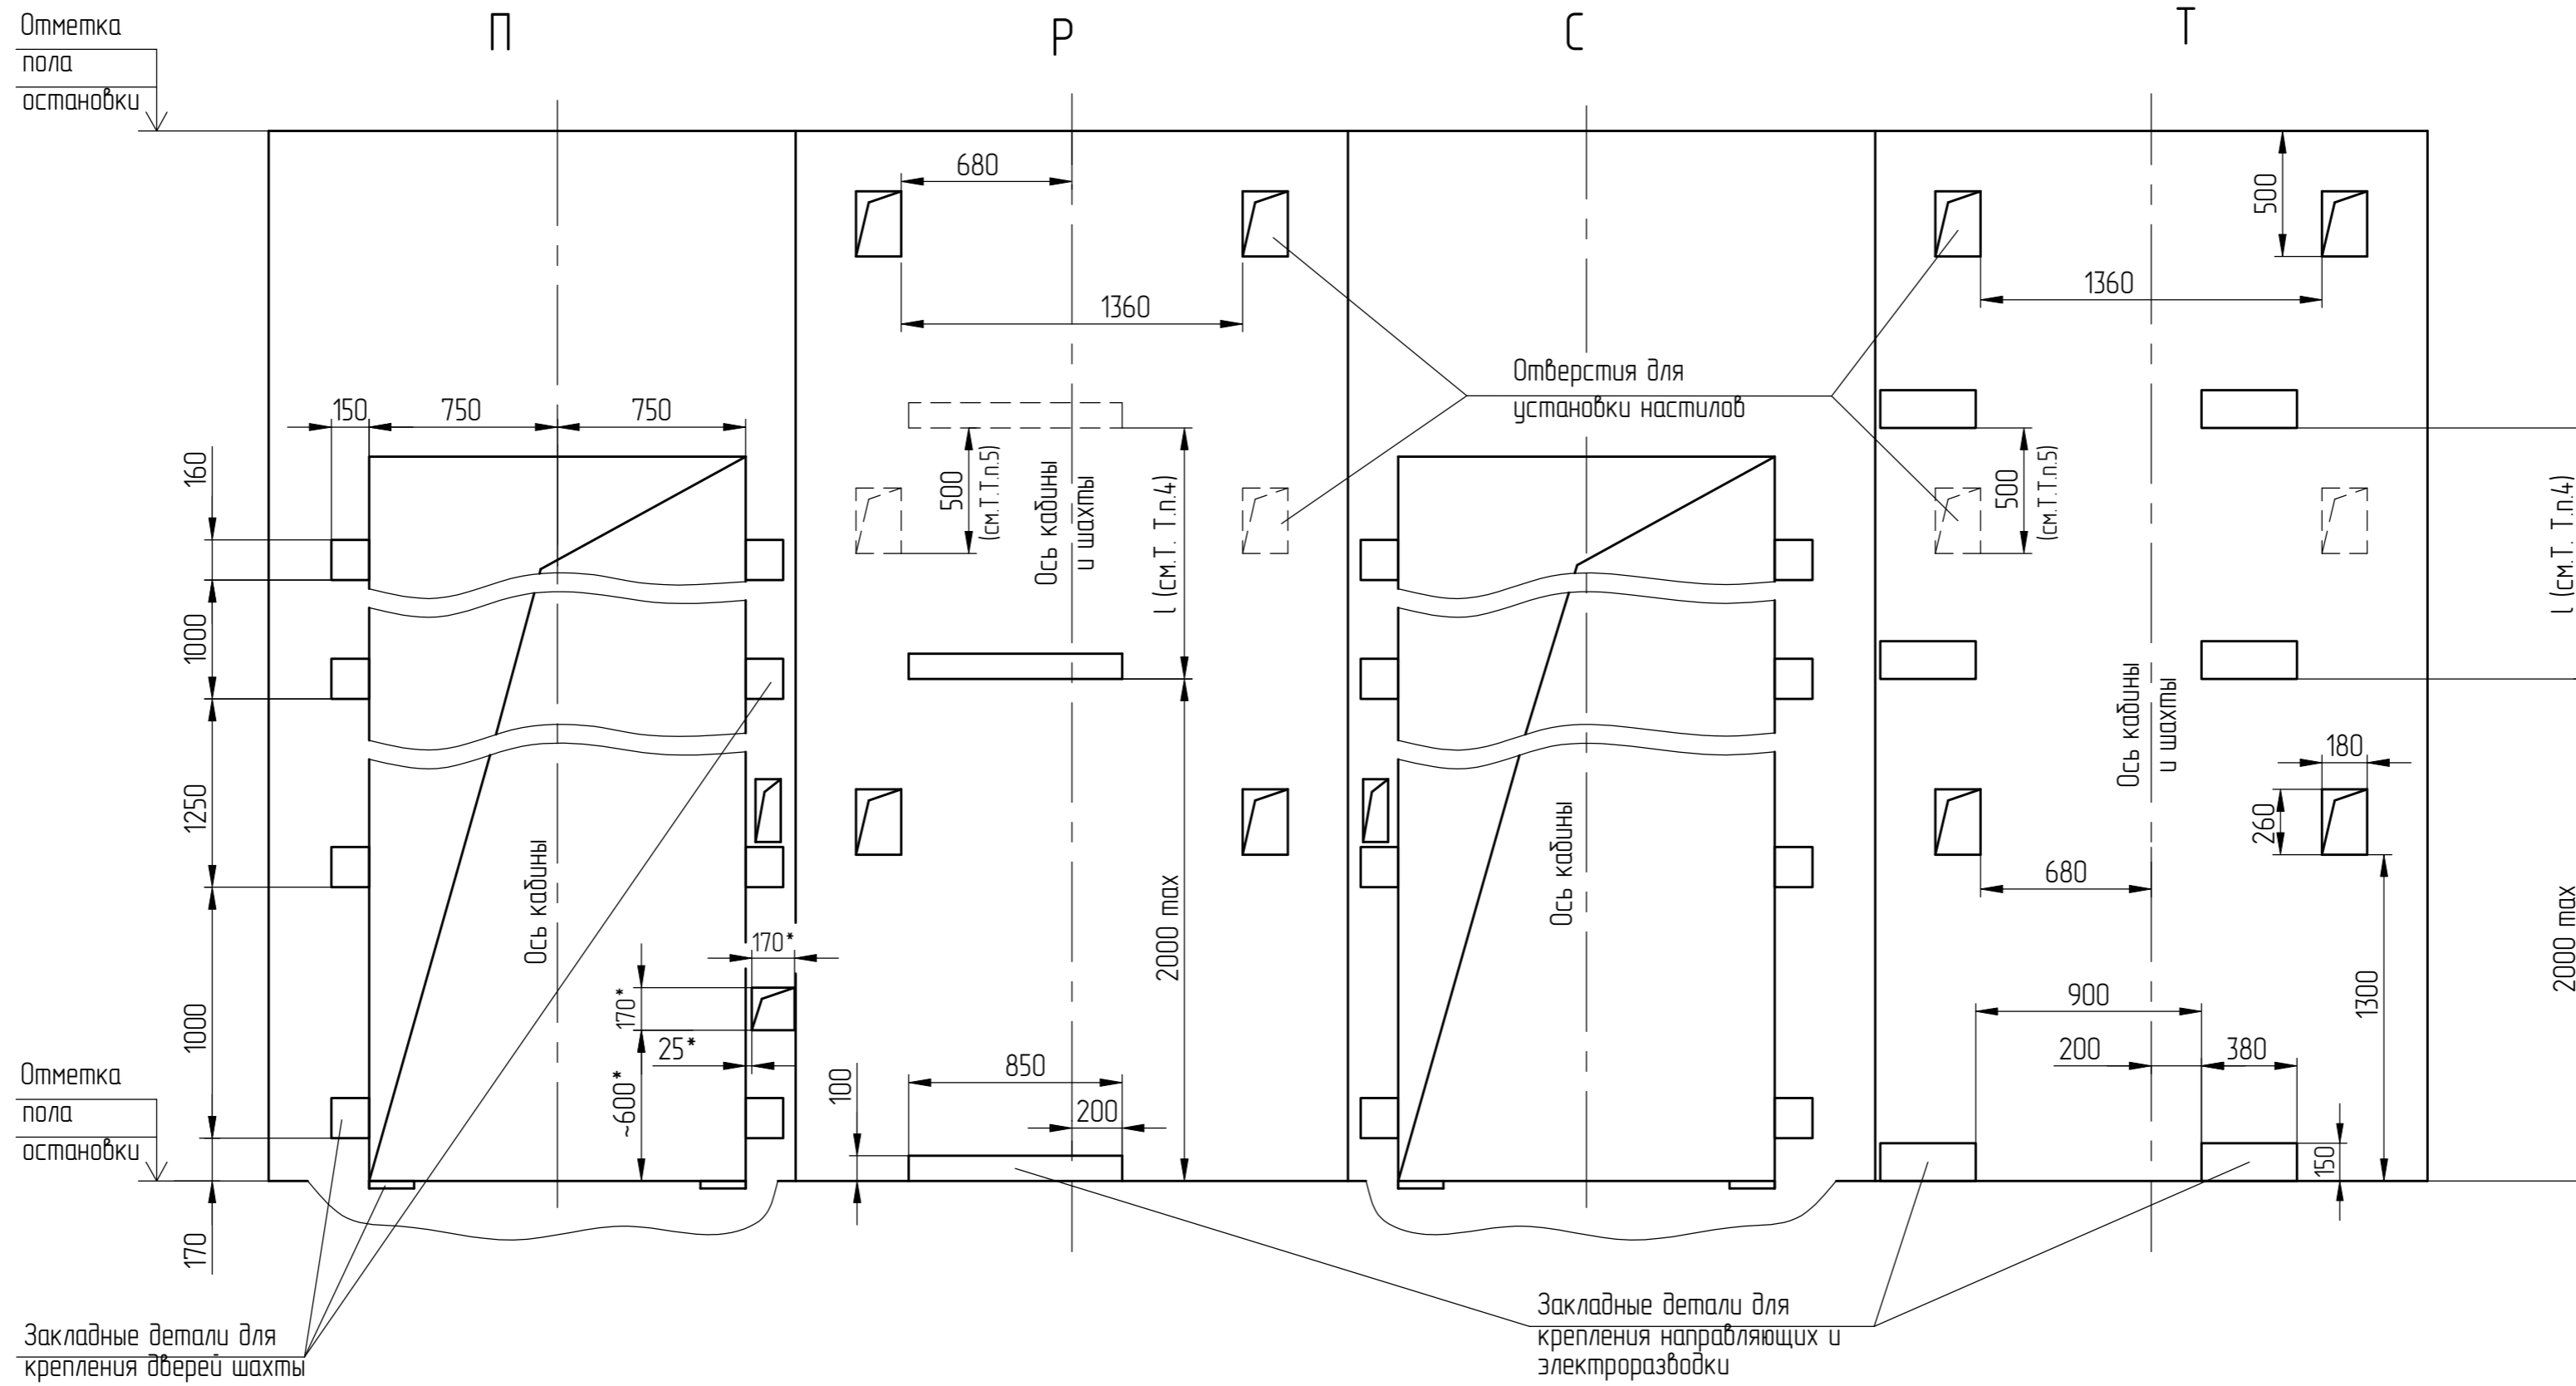 Отметка
пола
остановки
П
Р
С
Т
680
500
1360
1360
Отверстия для
установки настилов
150
750
750
160
500
(см.Т.Т.п.5)
Ось кабины
и шахты
l (см.Т. Т.п.4)
500
(см.Т.Т.п.5)
l (см.Т. Т.п.4)
1000
1250
Ось кабины
Ось кабины
Ось кабины
и шахты
180
260
680
2000 max
1300
2000 max
170*
170*
25*
~600*
1000
900
200
380
850
100
200
150
Отметка
пола
остановки
170
Закладные детали для
крепления дверей шахты
Закладные детали для
крепления направляющих и
электроразводки